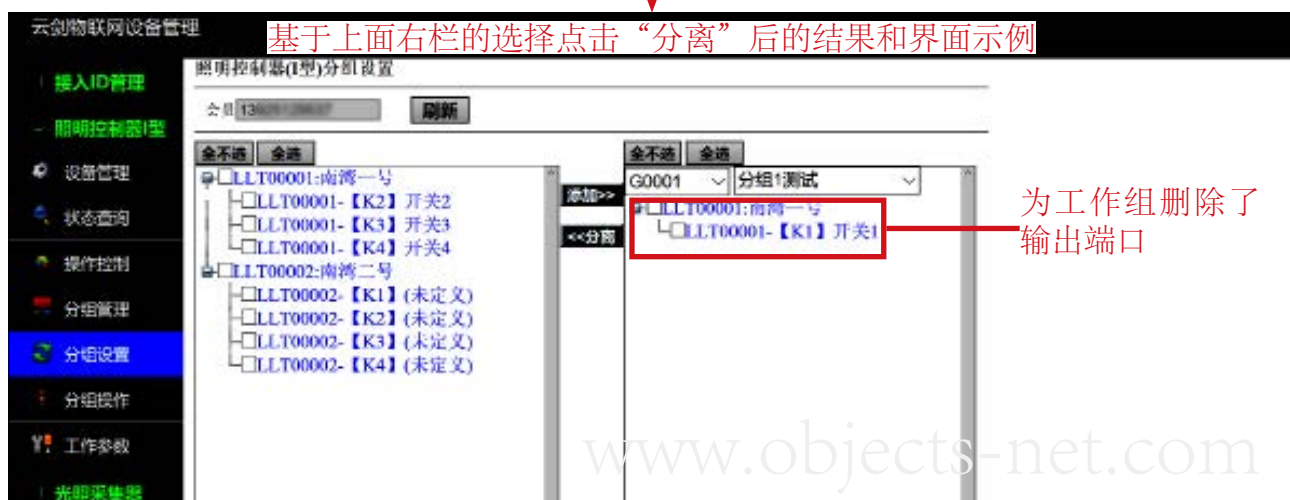 云剑物联网设备管理
基于上面右栏的选择点击“分离”后的结果和界面示例
接入ID管理
照明控制器I型
设备管理
状态查询
操作控制
分组管理
分组设置
分组操作
工作参数
光照采集器
照明控制器(I型)分组设置
会员 13
刷新
全不选 全选
LLT00001:南湾一号
LLT00001-【K2】开关2
LLT00001-【K3】开关3
LLT00001-【K4】开关4
LLT00002:南湾二号
LLT00002-【K1】(未定义)
LLT00002-【K2】(未定义)
LLT00002-【K3】(未定义)
LLT00002-【K4】(未定义)
添加>>
<<分离
全不选 全选
G0001 分组1测试
LLT00001:南湾一号
LLT00001-【K1】开关1
为工作组删除了
输出端口
www.objects-net.com